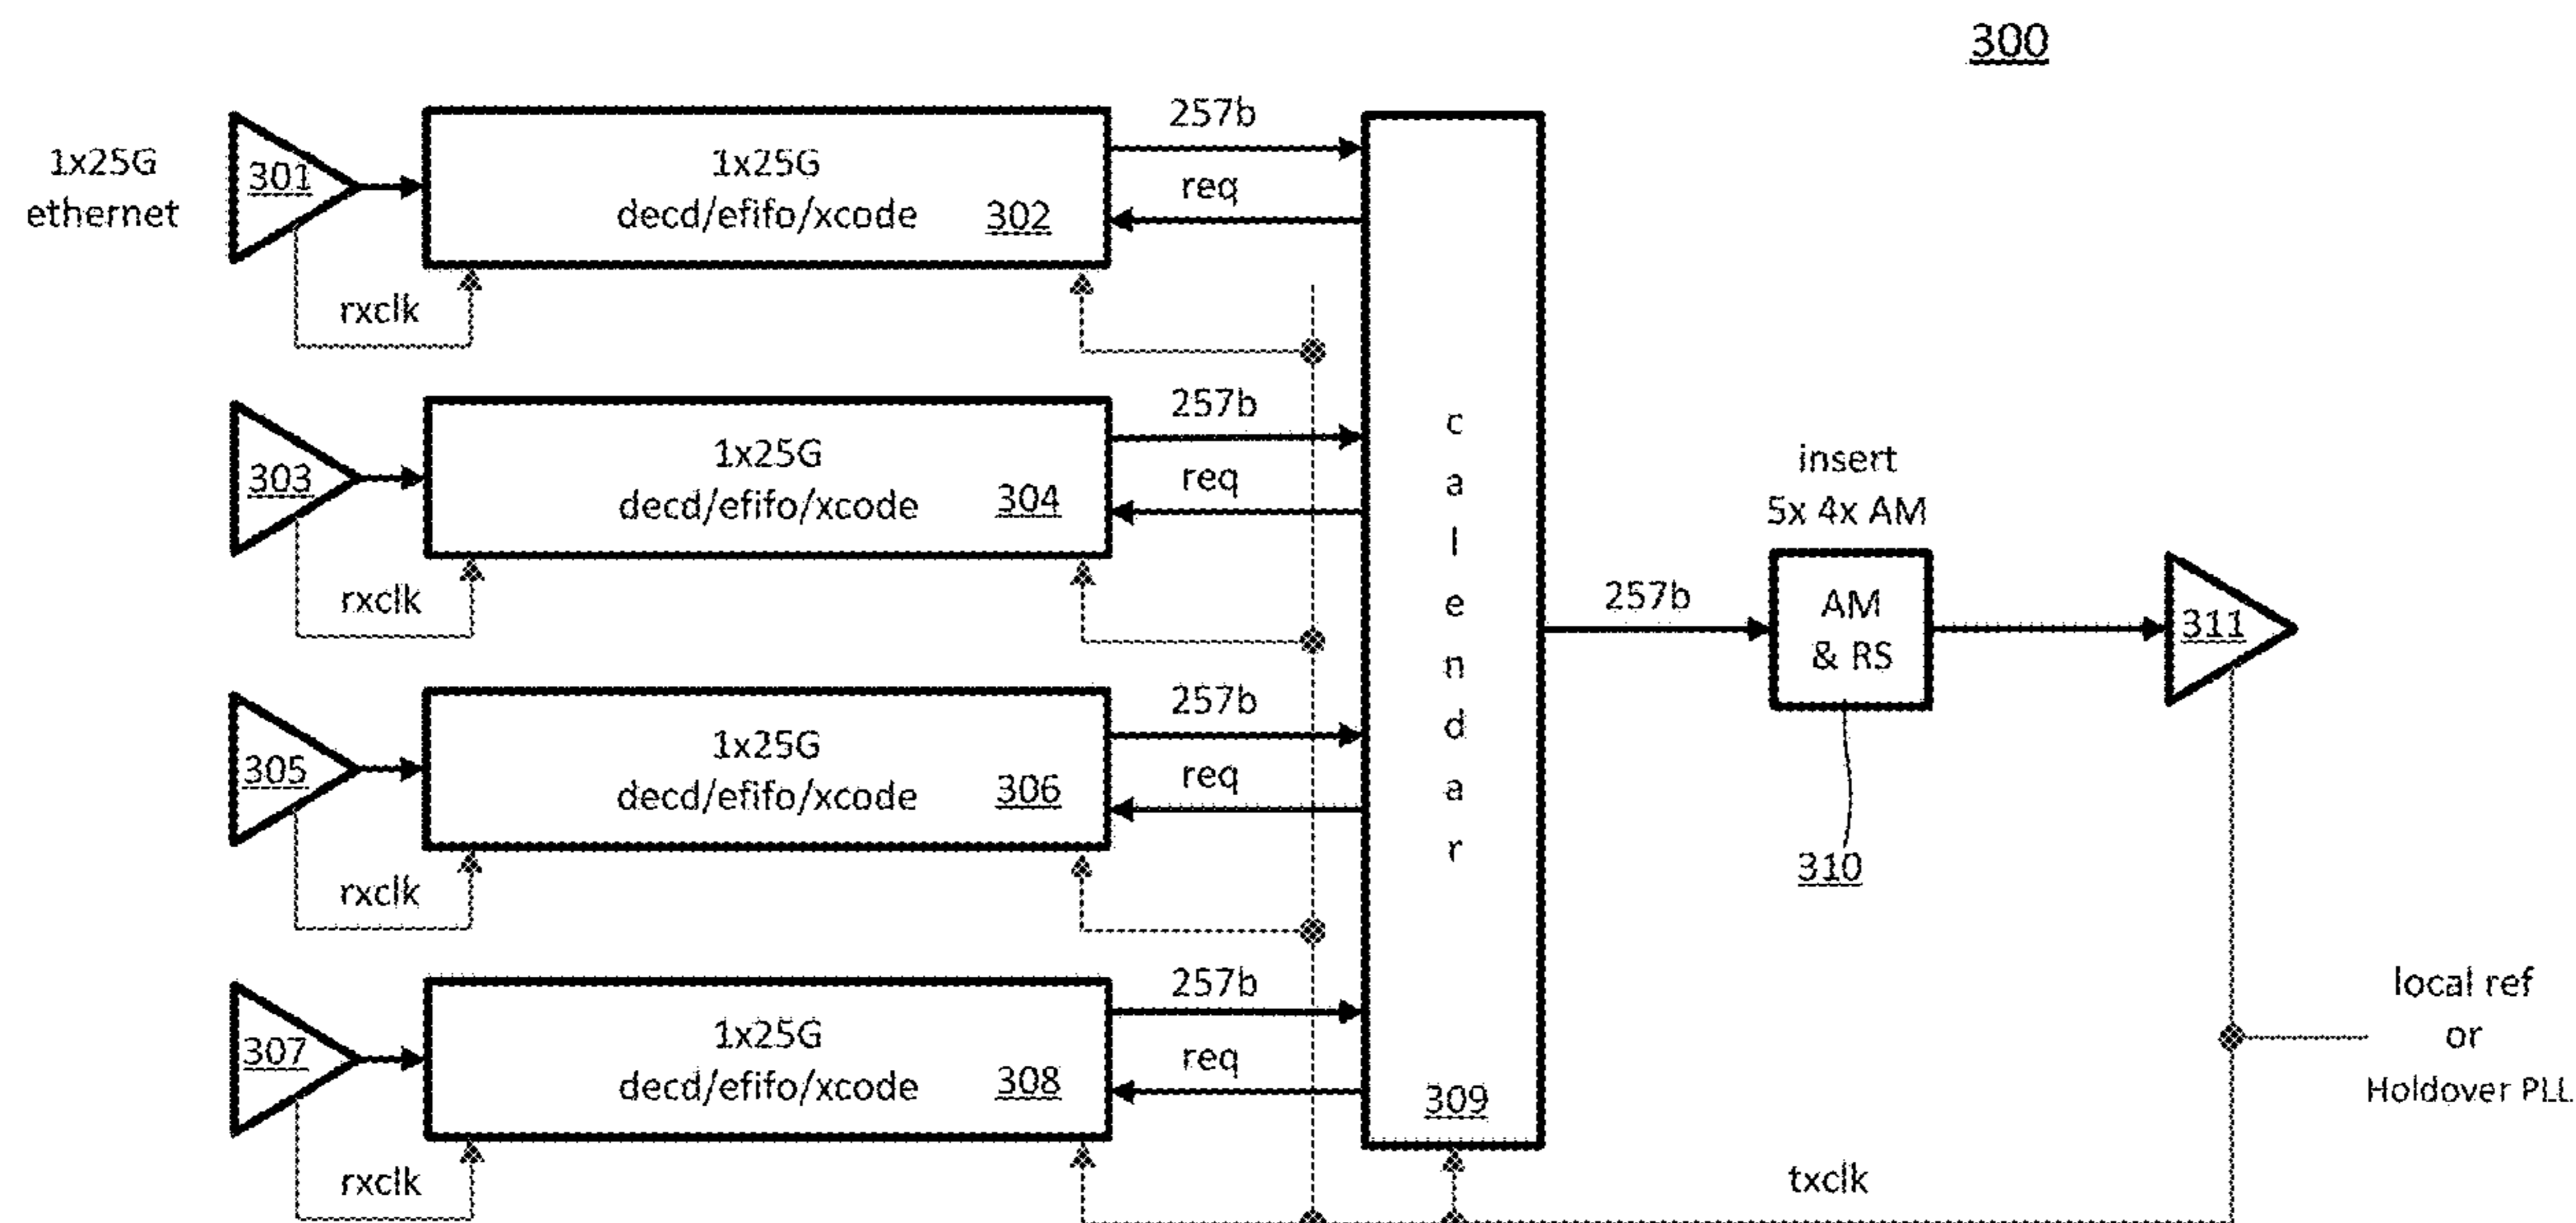 300
1x25G
ethernet
301
1x25G
decd/efifo/xcode 302
257b
req
rxclk
303
1x25G
decd/efifo/xcode 304
257b
req
rxclk
305
1x25G
decd/efifo/xcode 306
257b
req
rxclk
307
1x25G
decd/efifo/xcode 308
257b
req
rxclk
c
a
l
e
n
d
a
r
309
257b
insert
5x 4x AM
AM
& RS
310
311
local ref
or
Holdover PLL
txclk